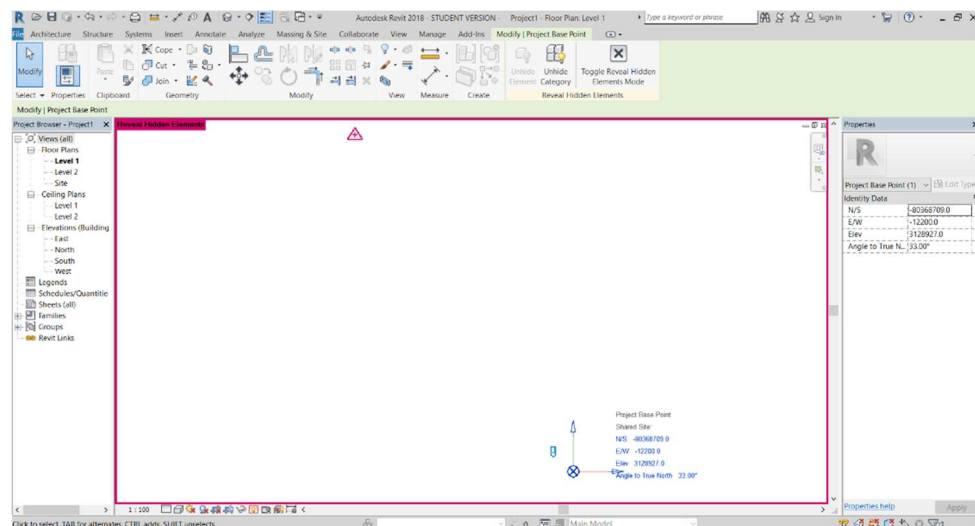 Autodesk Revit 2018 - STUDENT VERSION - Project1 - Floor Plan: Level 1
Type a keyword or phrase
Sign In
File Architecture Structure Systems Insert Annotate Analyze Massing & Site Collaborate View Manage Add-Ins Modify | Project Base Point
Modify
Paste
Cope
Cut
Join
Unhide Element
Unhide Category
Toggle Reveal Hidden Elements Mode
Select Properties Clipboard Geometry Modify View Measure Create Reveal Hidden Elements
Modify | Project Base Point
Project Browser - Project1
Views (all)
Floor Plans
Level 1
Level 2
Site
Ceiling Plans
Level 1
Level 2
Elevations (Building
East
North
South
West
Legends
Schedules/Quantitie
Sheets (all)
Families
Groups
Revit Links
Reveal Hidden Elements
Project Base Point
Shared Site:
N/S -80368709.0
E/W -12200.0
Elev 3128927.0
Angle to True North 33.00°
Properties
Project Base Point (1)
Edit Type
Identity Data
N/S -80368709.0
E/W -12200.0
Elev 3128927.0
Angle to True N... 33.00°
Properties help
Apply
1 : 100
Click to select, TAB for alternates, CTRL adds, SHIFT unselects.
Main Model